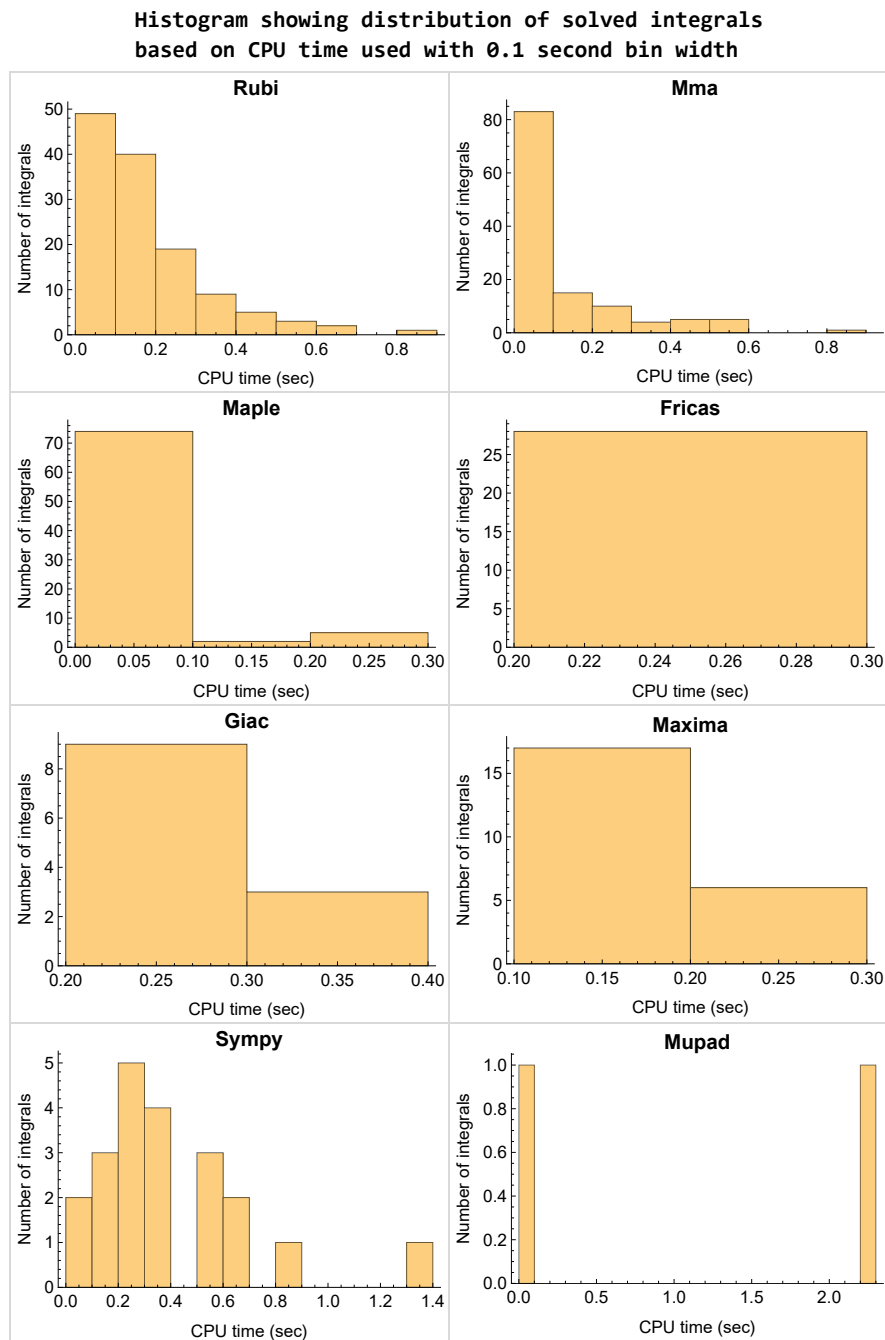 Histogram showing distribution of solved integrals
based on CPU time used with 0.1 second bin width
Rubi
Number of integrals
50
40
30
20
10
0
0.0 0.2 0.4 0.6 0.8
CPU time (sec)
Mma
Number of integrals
80
60
40
20
0
0.0 0.2 0.4 0.6 0.8
CPU time (sec)
Maple
Number of integrals
70
60
50
40
30
20
10
0
0.00 0.05 0.10 0.15 0.20 0.25 0.30
CPU time (sec)
Fricas
Number of integrals
25
20
15
10
5
0
0.20 0.22 0.24 0.26 0.28 0.30
CPU time (sec)
Giac
Number of integrals
8
6
4
2
0
0.20 0.25 0.30 0.35 0.40
CPU time (sec)
Maxima
Number of integrals
15
10
5
0
0.10 0.15 0.20 0.25 0.30
CPU time (sec)
Sympy
Number of integrals
5
4
3
2
1
0
0.0 0.2 0.4 0.6 0.8 1.0 1.2 1.4
CPU time (sec)
Mupad
Number of integrals
1.0
0.8
0.6
0.4
0.2
0.0
0.0 0.5 1.0 1.5 2.0
CPU time (sec)